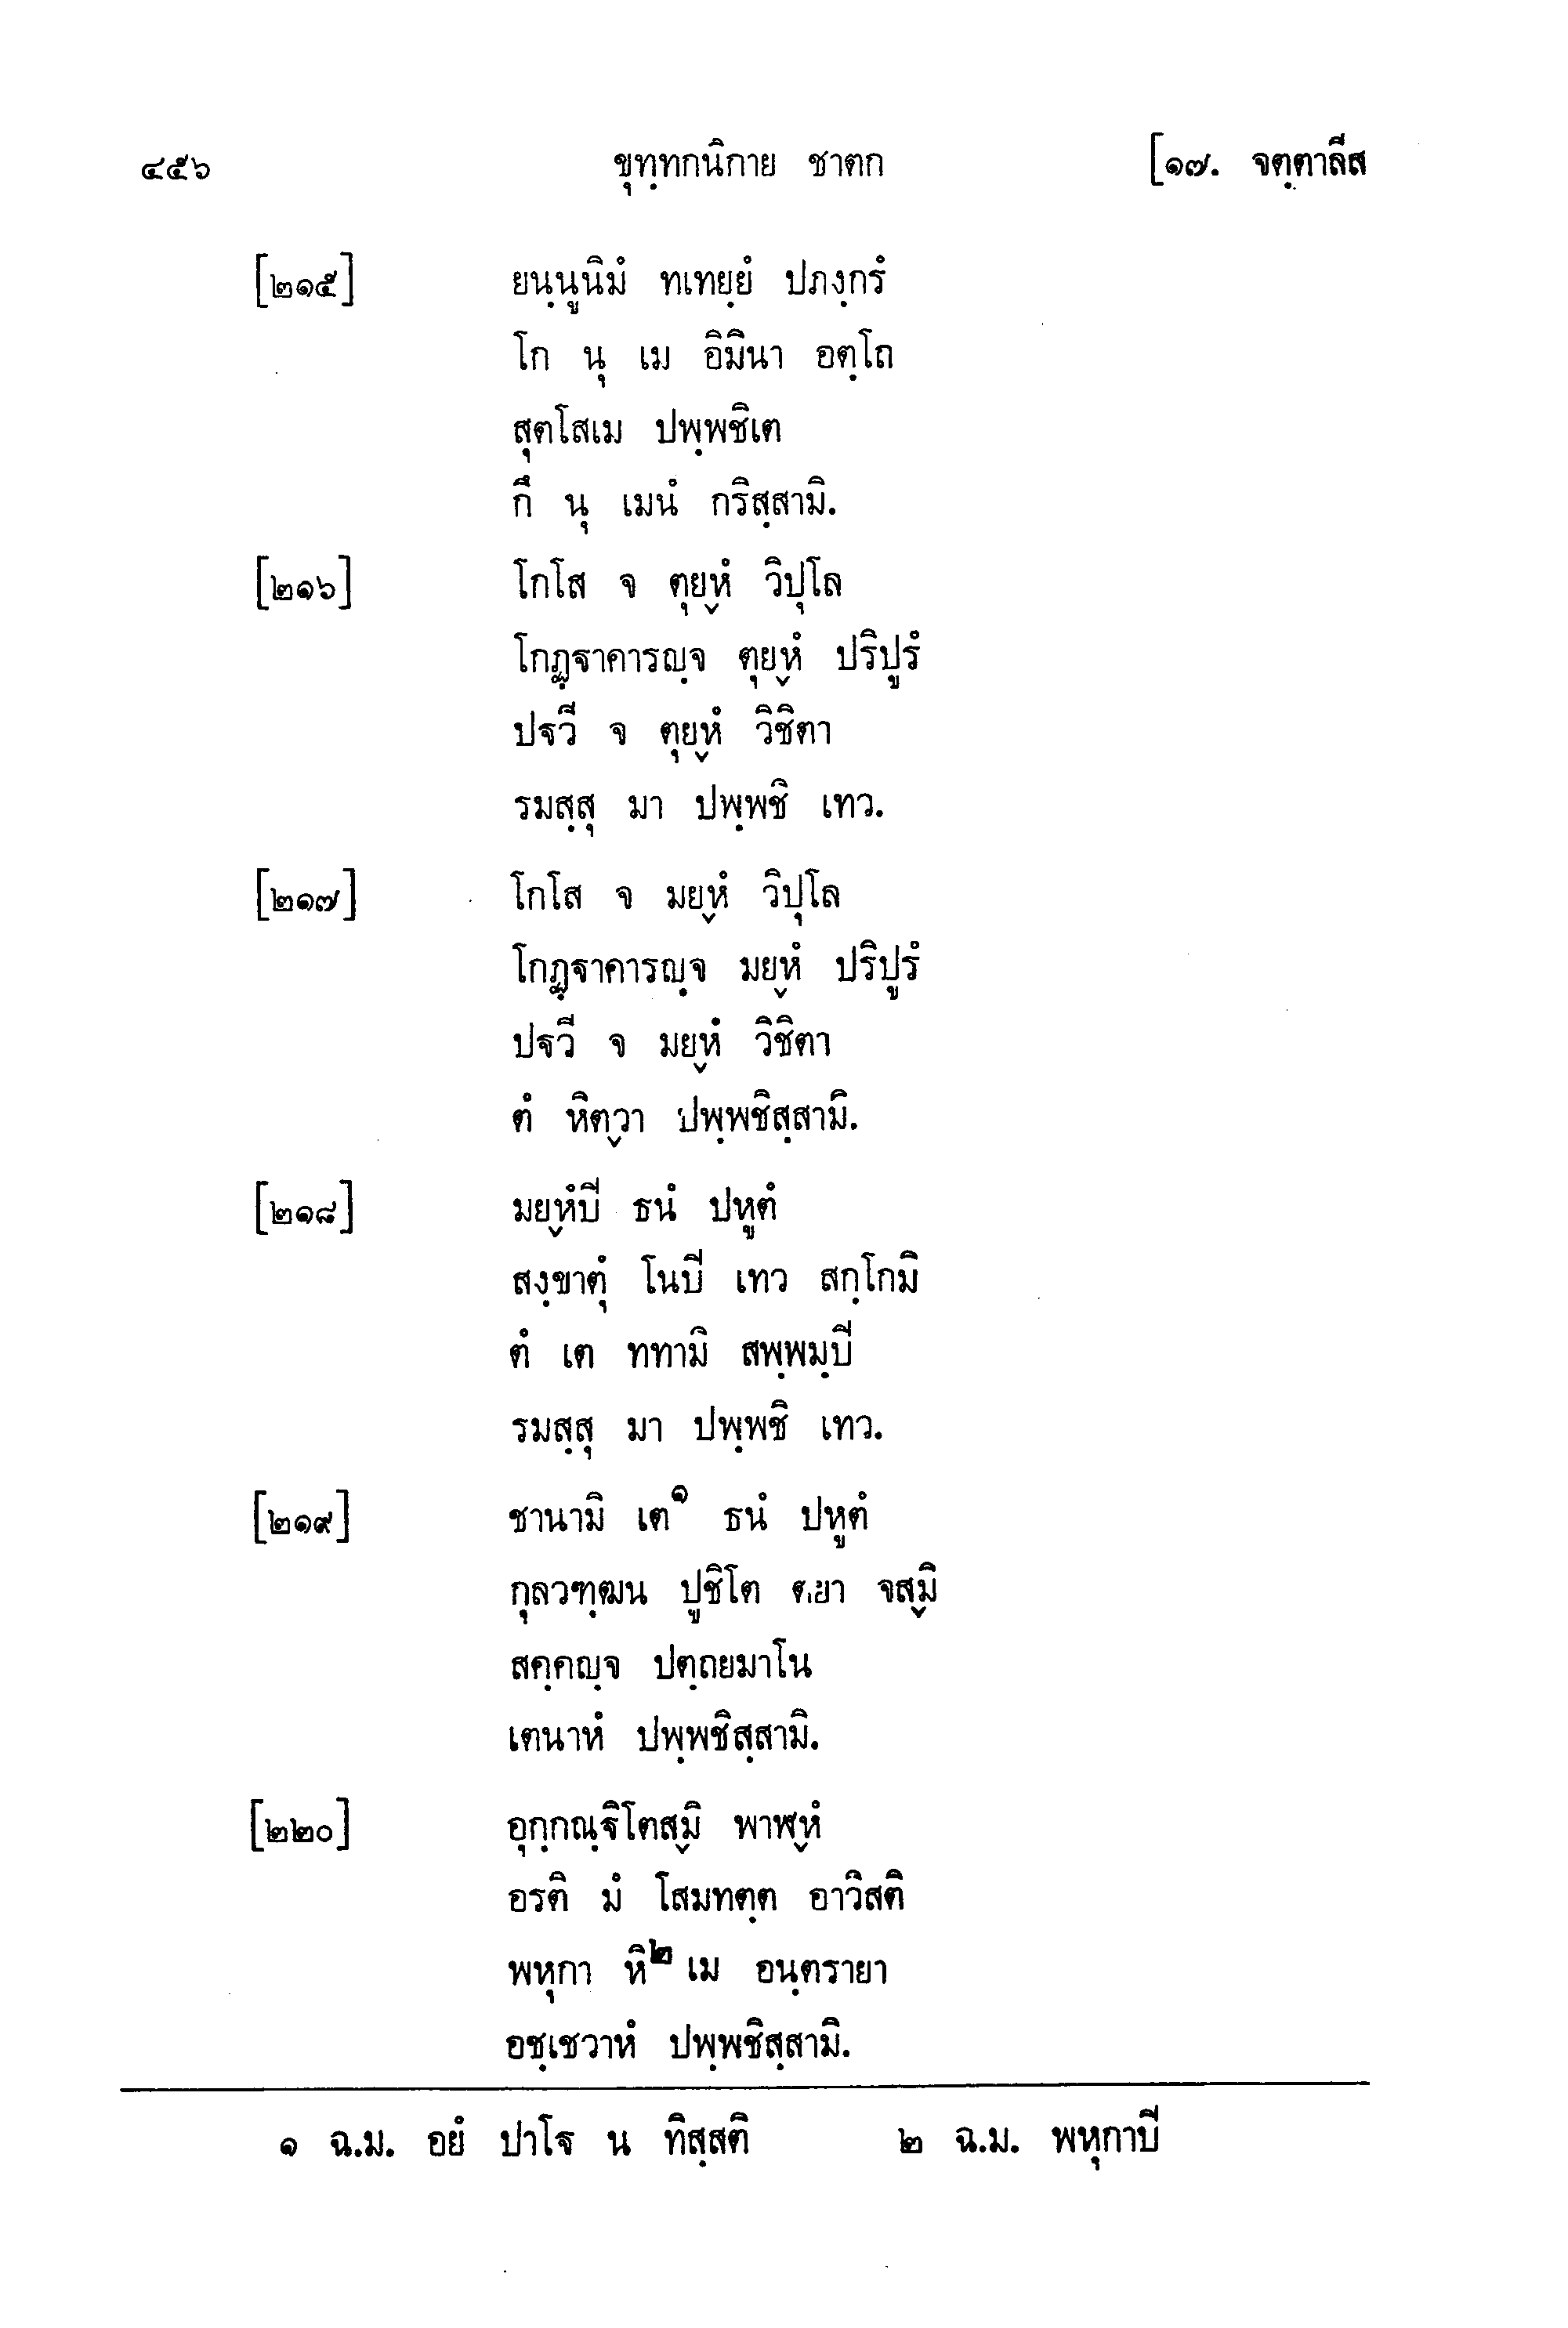 ๔๕๖ ขุทฺทกนิกาย ชาตก [๑๗. จตฺตาลีส
[๒๑๕] ยนฺนูนิมํ ทเทยฺยํ ปภงฺกรํ
โก นุ เม อิมินา อตฺโถ
สุตโสเม ปพฺพชิเต
กึ นุ เมนํ กริสฺสามิ.
[๒๑๖] โกโส จ ตุยฺหํ วิปุโล
โกฏฺฐาคารญฺจ ตุยฺหํ ปริปูรํ
ปฐวี จ ตุยฺหํ วิชิตา
รมสฺสุ มา ปพฺพชิ เทว.
[๒๑๗] โกโส จ มยฺหํ วิปุโล
โกฏฺฐาคารญฺจ มยฺหํ ปริปูรํ
ปฐวี จ มยฺหํ วิชิตา
ตํ หิตฺวา ปพฺพชิสฺสามิ.
[๒๑๘] มยฺหํปิ ธนํ ปหูตํ
สงฺขาตุํ โนปิ เทว สกฺโกมิ
ตํ เต ททามิ สพฺพมฺปิ
รมสฺสุ มา ปพฺพชิ เทว.
[๒๑๙] ชานามิ เต๑ ธนํ ปหูตํ
กุลวฑฺฒน ปูชิโต ตยา จสฺมิ
สคฺคญฺจ ปตฺถยมาโน
เตนาหํ ปพฺพชิสฺสามิ.
[๒๒๐] อุกฺกณฺฐิโตสฺมิ พาฬฺหํ
อรติ มํ โสมทตฺต อาวิสติ
พหุกา หิ๒ เม อนฺตรายา
อชฺเชวาหํ ปพฺพชิสฺสามิ.
๑ ฉ.ม. อยํ ปาโฐ น ทิสฺสติ ๒ ฉ.ม. พหุกาปิ